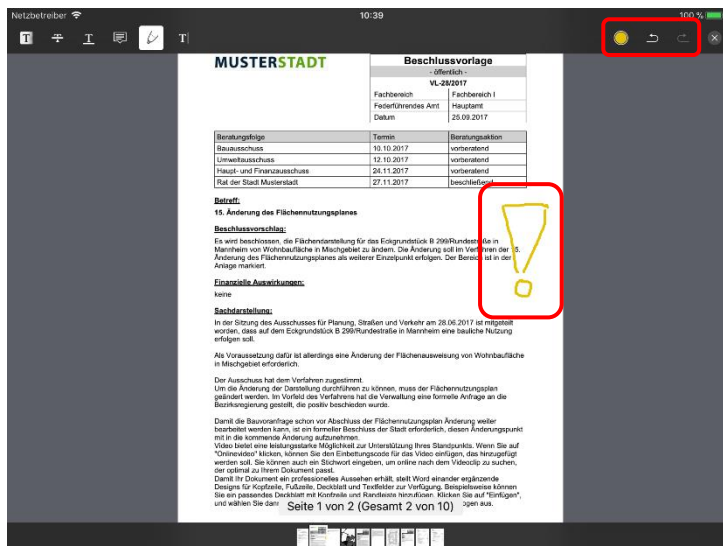 Netzbetreiber 10:39 100 %
T T T T
MUSTERSTADT
Beschlussvorlage
- öffentlich -
VL-28/2017
Fachbereich Fachbereich I
Federführendes Amt Hauptamt
Datum 25.09.2017
Beratungsfolge Termin Beratungsaktion
Bauausschuss 10.10.2017 vorberatend
Umweltausschuss 12.10.2017 vorberatend
Haupt- und Finanzausschuss 24.11.2017 vorberatend
Rat der Stadt Musterstadt 27.11.2017 beschließend
Betreff:
15. Änderung des Flächennutzungsplanes
Beschlussvorschlag:
Es wird beschlossen, die Flächendarstellung für das Eckgrundstück B 299/Rundestraße in
Mannheim von Wohnbaufläche in Mischgebiet zu ändern. Die Änderung soll im Verfahren der 15.
Änderung des Flächennutzungsplanes als weiterer Einzelpunkt erfolgen. Der Bereich ist in der
Anlage markiert.
!
Finanzielle Auswirkungen:
keine
Sachdarstellung:
In der Sitzung des Ausschusses für Planung, Straßen und Verkehr am 28.06.2017 ist mitgeteilt
worden, dass auf dem Eckgrundstück B 299/Rundestraße in Mannheim eine bauliche Nutzung
erfolgen soll.
Als Voraussetzung dafür ist allerdings eine Änderung der Flächenausweisung von Wohnbaufläche
in Mischgebiet erforderlich.
Der Ausschuss hat dem Verfahren zugestimmt.
Um die Änderung der Darstellung durchführen zu können, muss der Flächennutzungsplan
geändert werden. Im Vorfeld des Verfahrens hat die Verwaltung eine formelle Anfrage an die
Bezirksregierung gestellt, die positiv beschieden wurde.
Damit die Bauvoranfrage schon vor Abschluss der Flächennutzungsplan Änderung weiter
bearbeitet werden kann, ist ein formeller Beschluss der Stadt erforderlich, diesen Änderungspunkt
mit in die kommende Änderung aufzunehmen.
Video bietet eine leistungsstarke Möglichkeit zur Unterstützung Ihres Standpunkts. Wenn Sie auf
"Onlinevideo" klicken, können Sie den Einbettungscode für das Video einfügen, das hinzugefügt
werden soll. Sie können auch ein Stichwort eingeben, um online nach dem Videoclip zu suchen,
der optimal zu Ihrem Dokument passt.
Damit Ihr Dokument ein professionelles Aussehen erhält, stellt Word einander ergänzende
Designs für Kopfzeile, Fußzeile, Deckblatt und Textfelder zur Verfügung. Beispielsweise können
Sie ein passendes Deckblatt mit Kopfzeile und Randleiste hinzufügen. Klicken Sie auf "Einfügen",
und wählen Sie dann
Seite 1 von 2 (Gesamt 2 von 10)
aus.